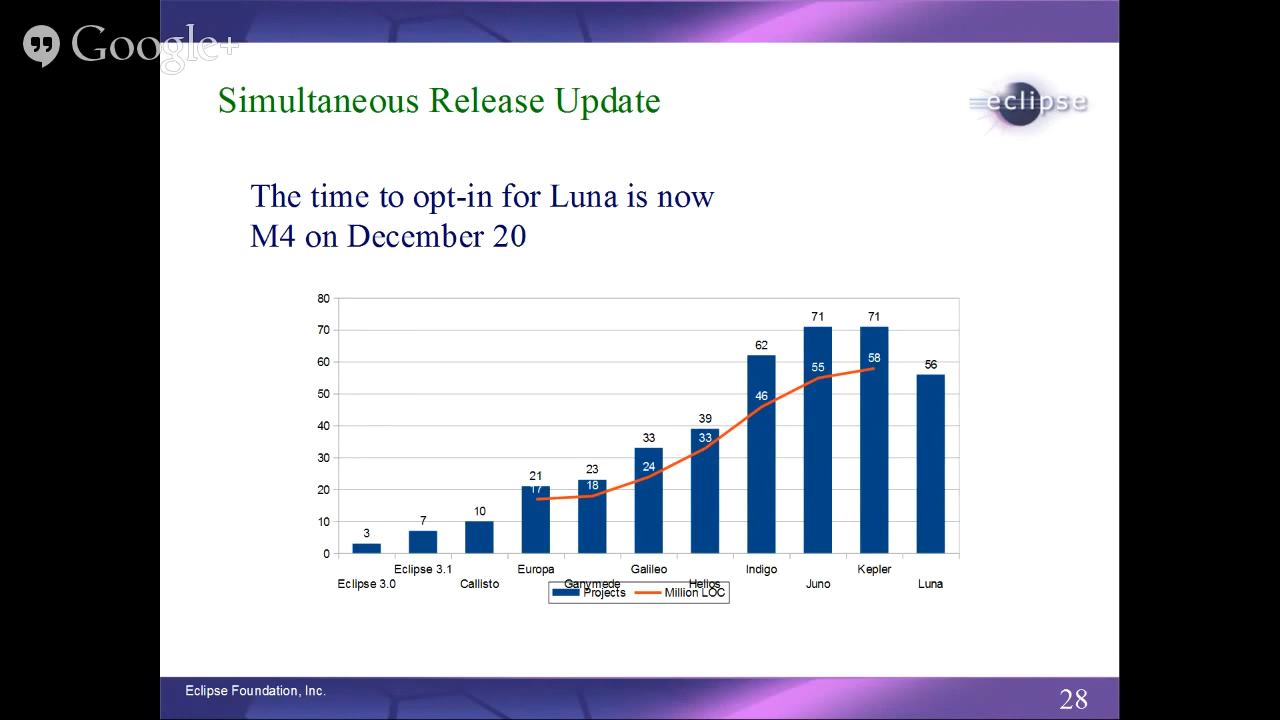 Google+
Simultaneous Release Update
eclipse
The time to opt-in for Luna is now
M4 on December 20
80
70
60
50
40
30
20
10
0
3
7
10
21
17
23
18
33
24
39
33
62
46
71
55
71
58
56
Eclipse 3.0
Eclipse 3.1
Callisto
Europa
Ganymede
Galileo
Helios
Indigo
Juno
Kepler
Luna
Projects
Million LOC
Eclipse Foundation, Inc.
28